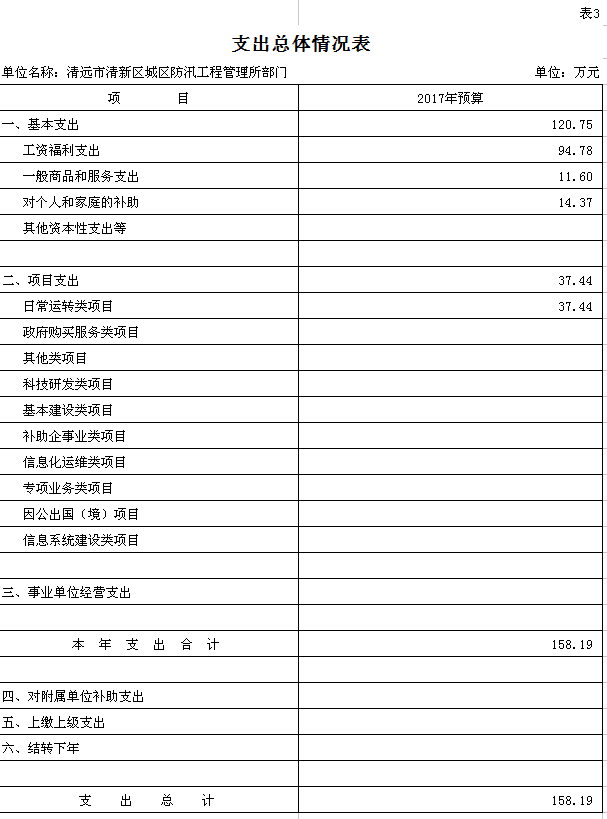 表3
支出总体情况表
单位名称：清远市清新区城区防汛工程管理所部门 单位：万元
项 目 2017年预算
一、基本支出 120.75
工资福利支出 94.78
一般商品和服务支出 11.60
对个人和家庭的补助 14.37
其他资本性支出等
二、项目支出 37.44
日常运转类项目 37.44
政府购买服务类项目
其他类项目
科技研发类项目
基本建设类项目
补助企事业类项目
信息化运维类项目
专项业务类项目
因公出国（境）项目
信息系统建设类项目
三、事业单位经营支出
本 年 支 出 合 计 158.19
四、对附属单位补助支出
五、上缴上级支出
六、结转下年
支 出 总 计 158.19